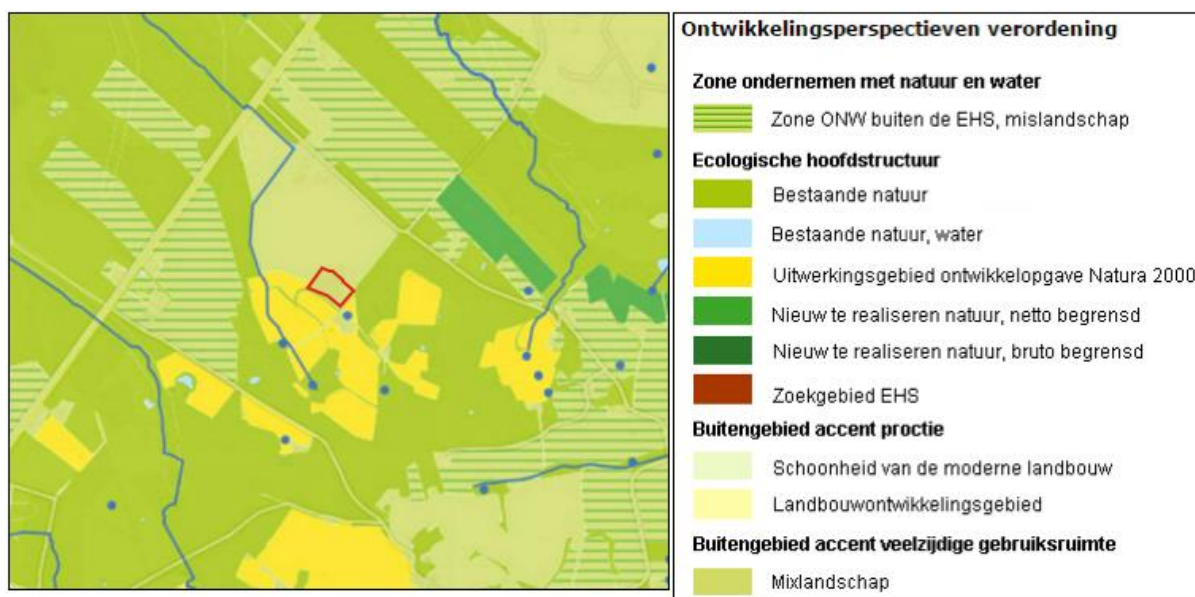 Ontwikkelingsperspectieven verordening
Zone ondernemen met natuur en water
Zone ONW buiten de EHS, mislandschap
Ecologische hoofdstructuur
Bestaande natuur
Bestaande natuur, water
Uitwerkingsgebied ontwikkelopgave Natura 2000
Nieuw te realiseren natuur, netto begrensd
Nieuw te realiseren natuur, bruto begrensd
Zoekgebied EHS
Buitengebied accent proctie
Schoonheid van de moderne landbouw
Landbouwontwikkelingsgebied
Buitengebied accent veelzijdige gebruiksruimte
Mixlandschap